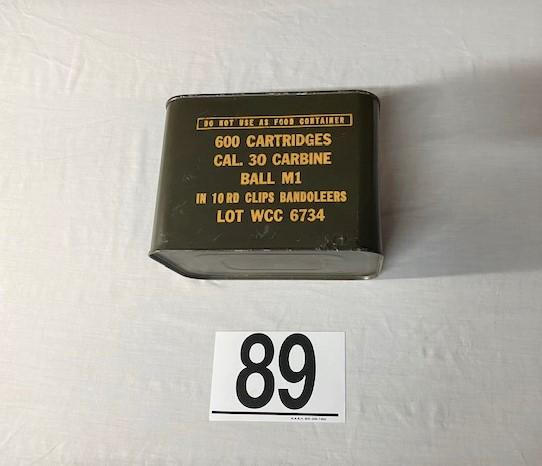 DO NOT USE AS FOOD CONTAINER
600 CARTRIDGES
CAL. 30 CARBINE
BALL M1
IN 10 RD CLIPS BANDOLEERS
LOT WCC 6734
89